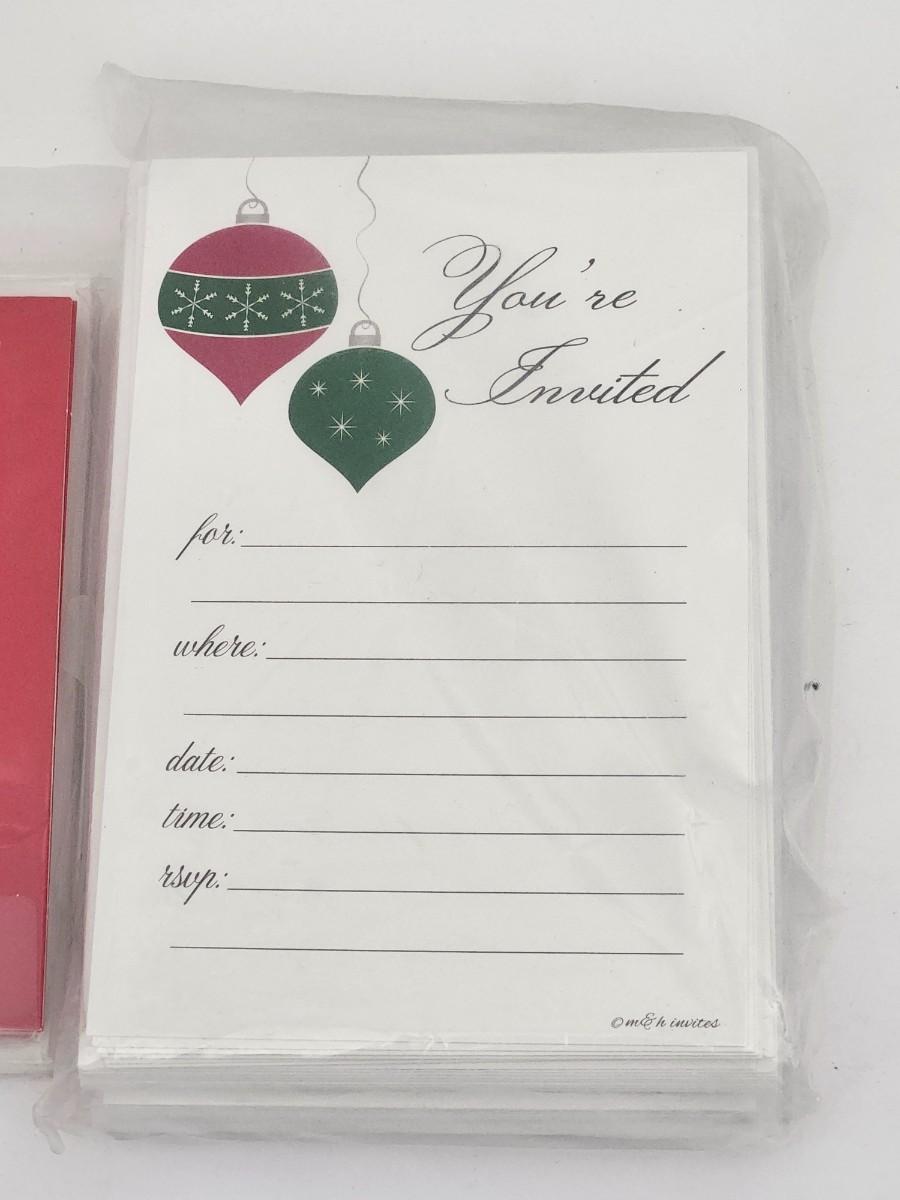 You're
Invited
for:
where:
date:
time:
rsvp:
©m&h invites